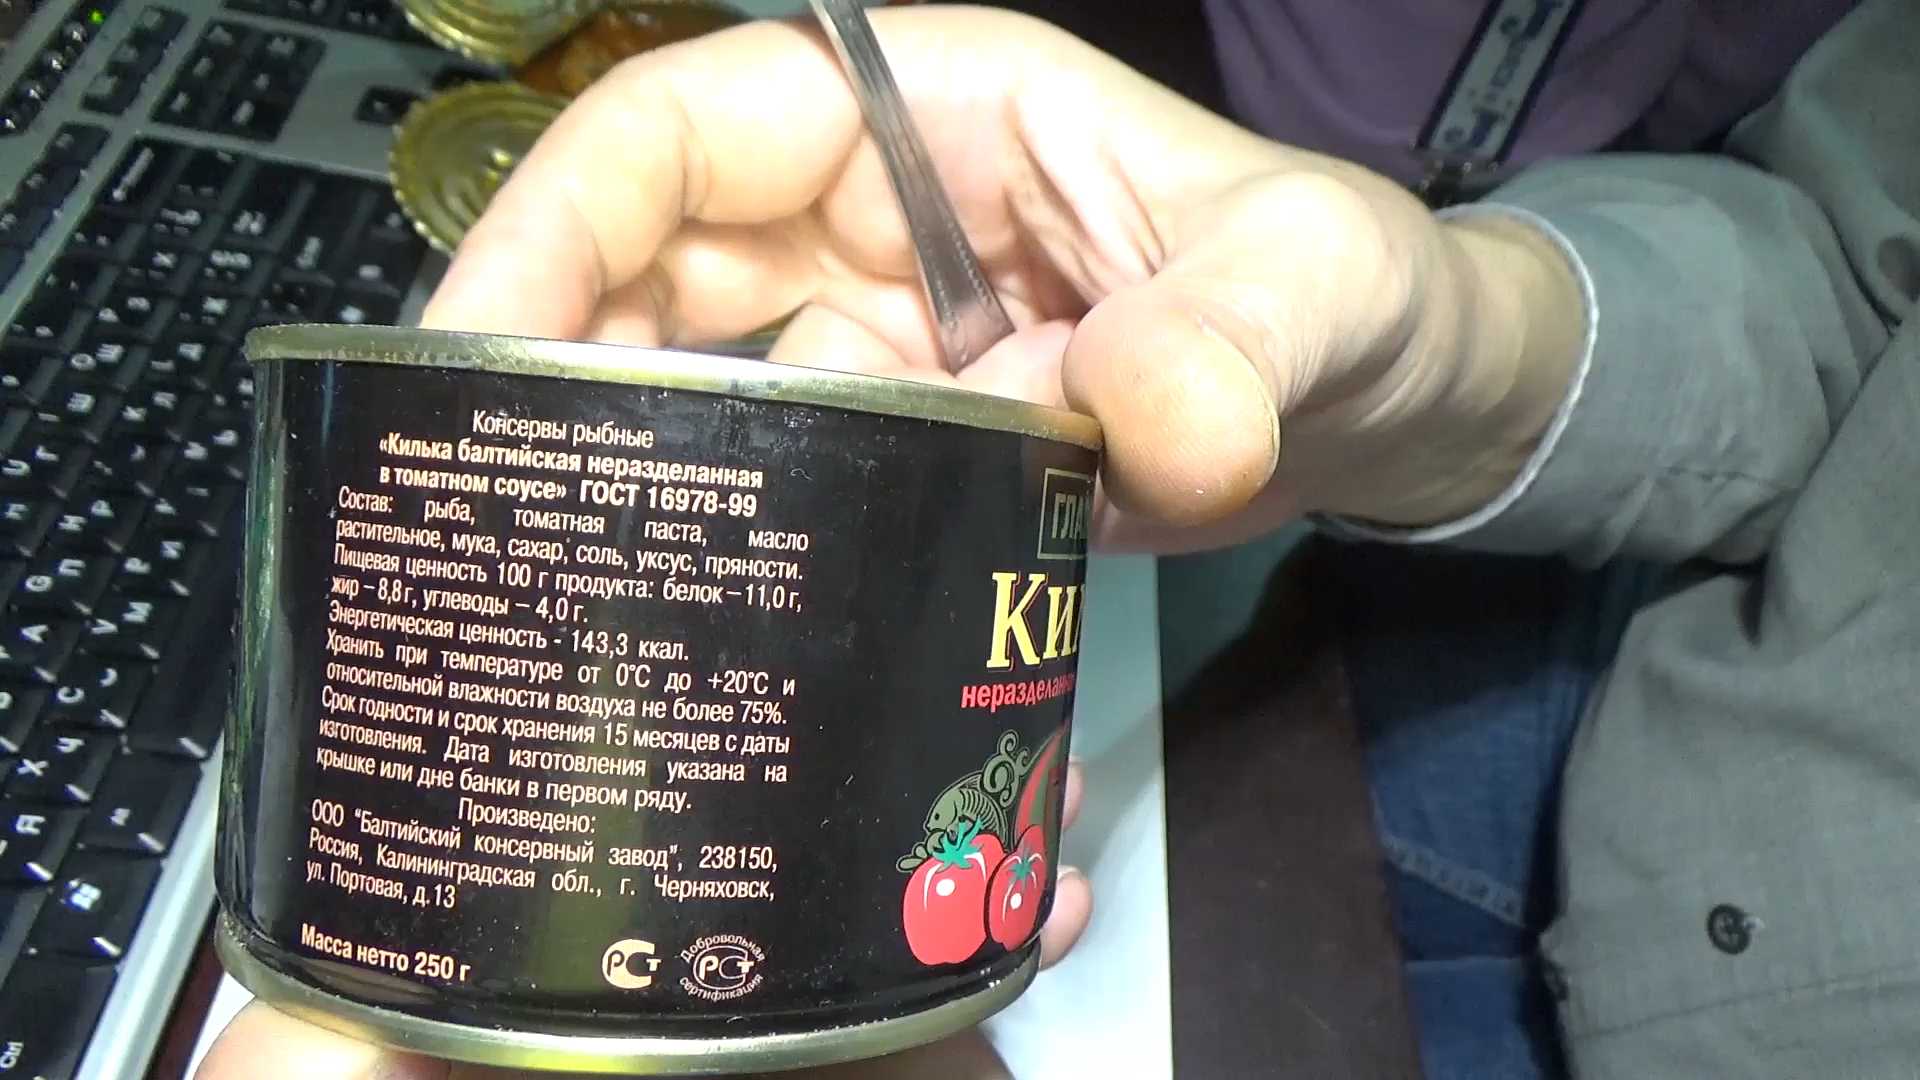 Консервы рыбные
«Килька балтийская неразделанная
в томатном соусе» ГОСТ 16978-99
Состав: рыба, томатная паста, масло
растительное, мука, сахар, соль, уксус, пряности.
Пищевая ценность 100 г продукта: белок – 11,0 г,
жир – 8,8 г, углеводы – 4,0 г.
Энергетическая ценность - 143,3 ккал.
Хранить при температуре от 0°С до +20°С и
относительной влажности воздуха не более 75%.
Срок годности и срок хранения 15 месяцев с даты
изготовления. Дата изготовления указана на
крышке или дне банки в первом ряду.
Произведено:
ООО "Балтийский консервный завод", 238150,
Россия, Калининградская обл., г. Черняховск,
ул. Портовая, д.13
Масса нетто 250 г
РСТ
Добровольная
РСТ
сертификация